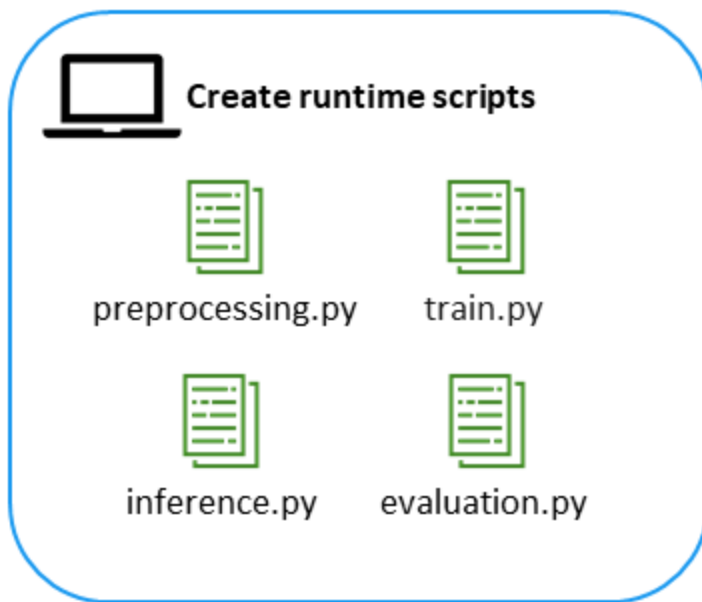 Create runtime scripts
preprocessing.py
train.py
inference.py
evaluation.py